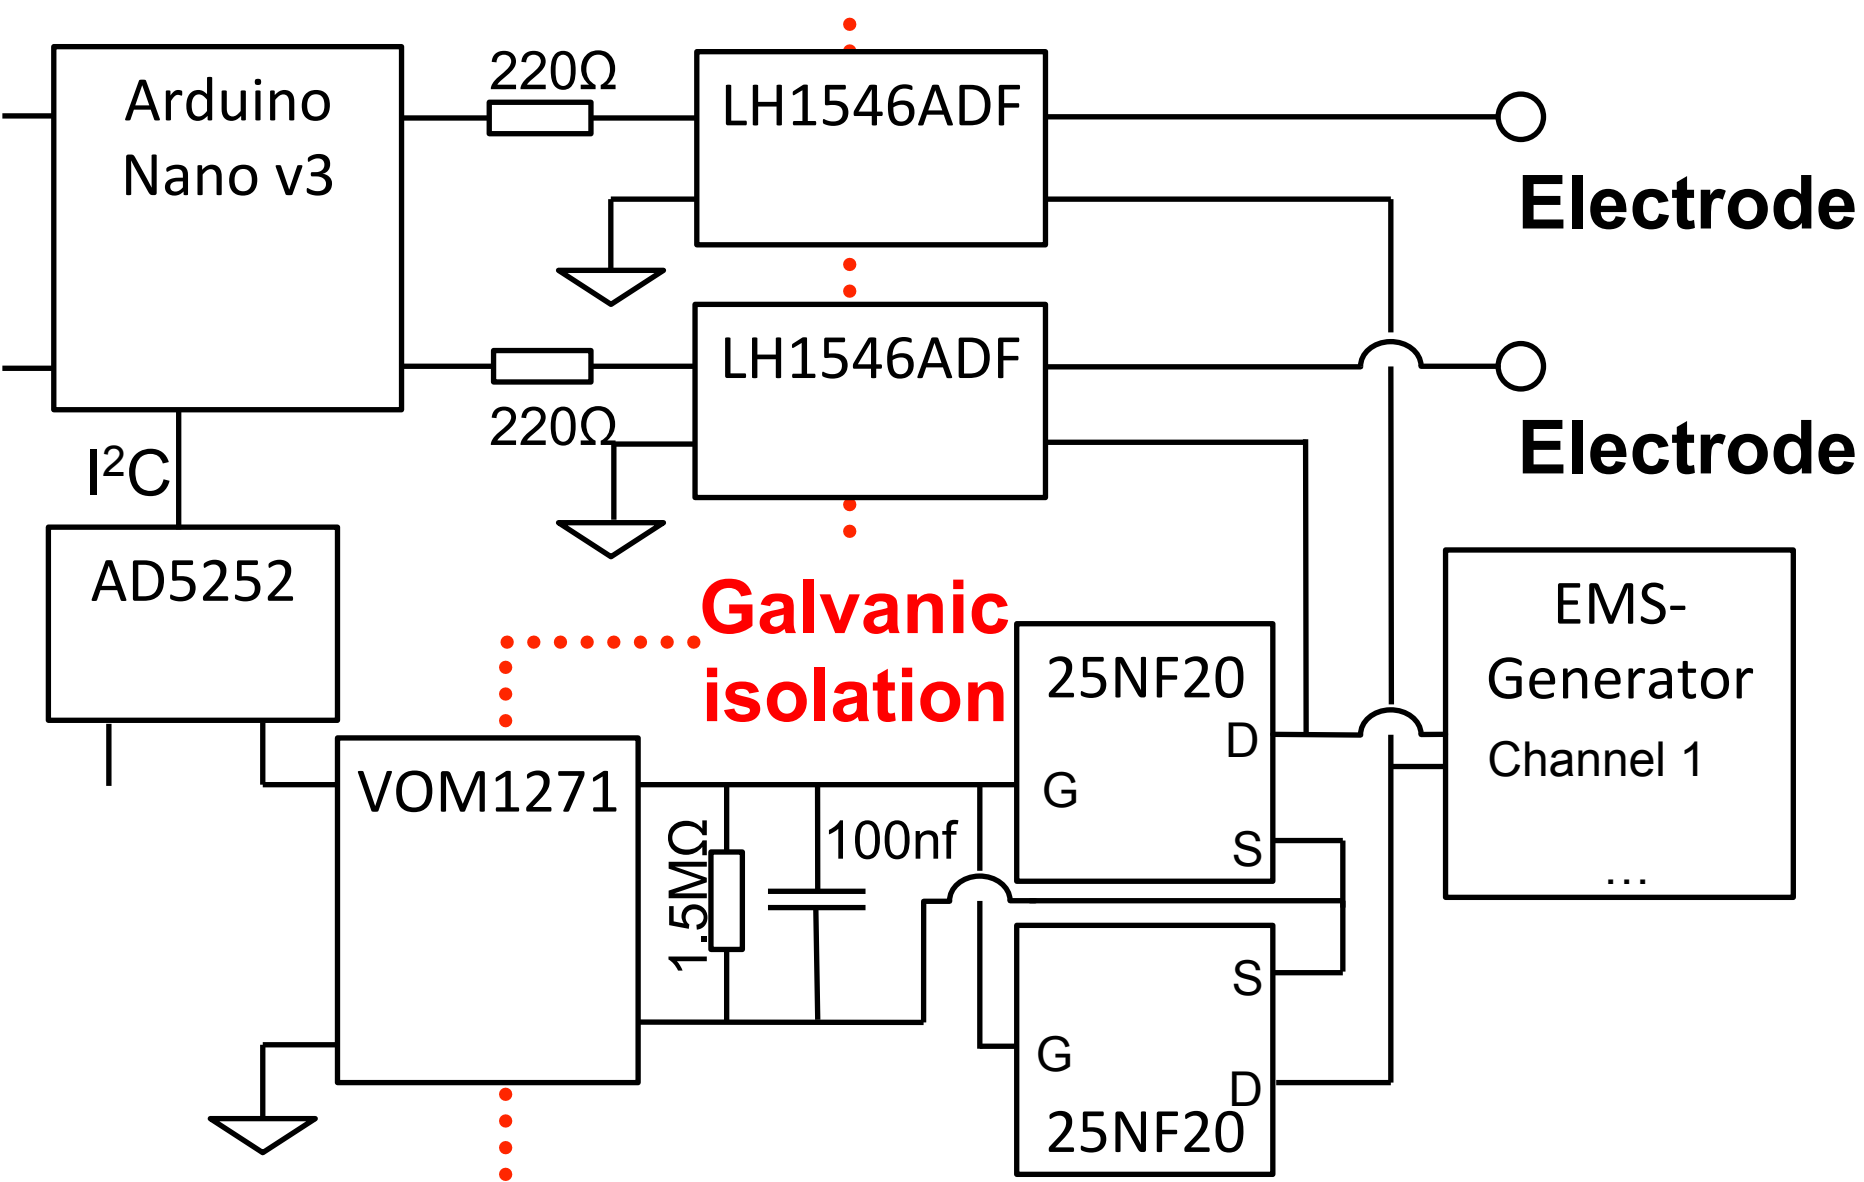 Arduino
Nano v3
220Ω
LH1546ADF
Electrode
220Ω
LH1546ADF
Electrode
I²C
AD5252
Galvanic
isolation
VOM1271
1.5MΩ
100nf
25NF20
D
G
S
S
G
D
25NF20
EMS-
Generator
Channel 1
...